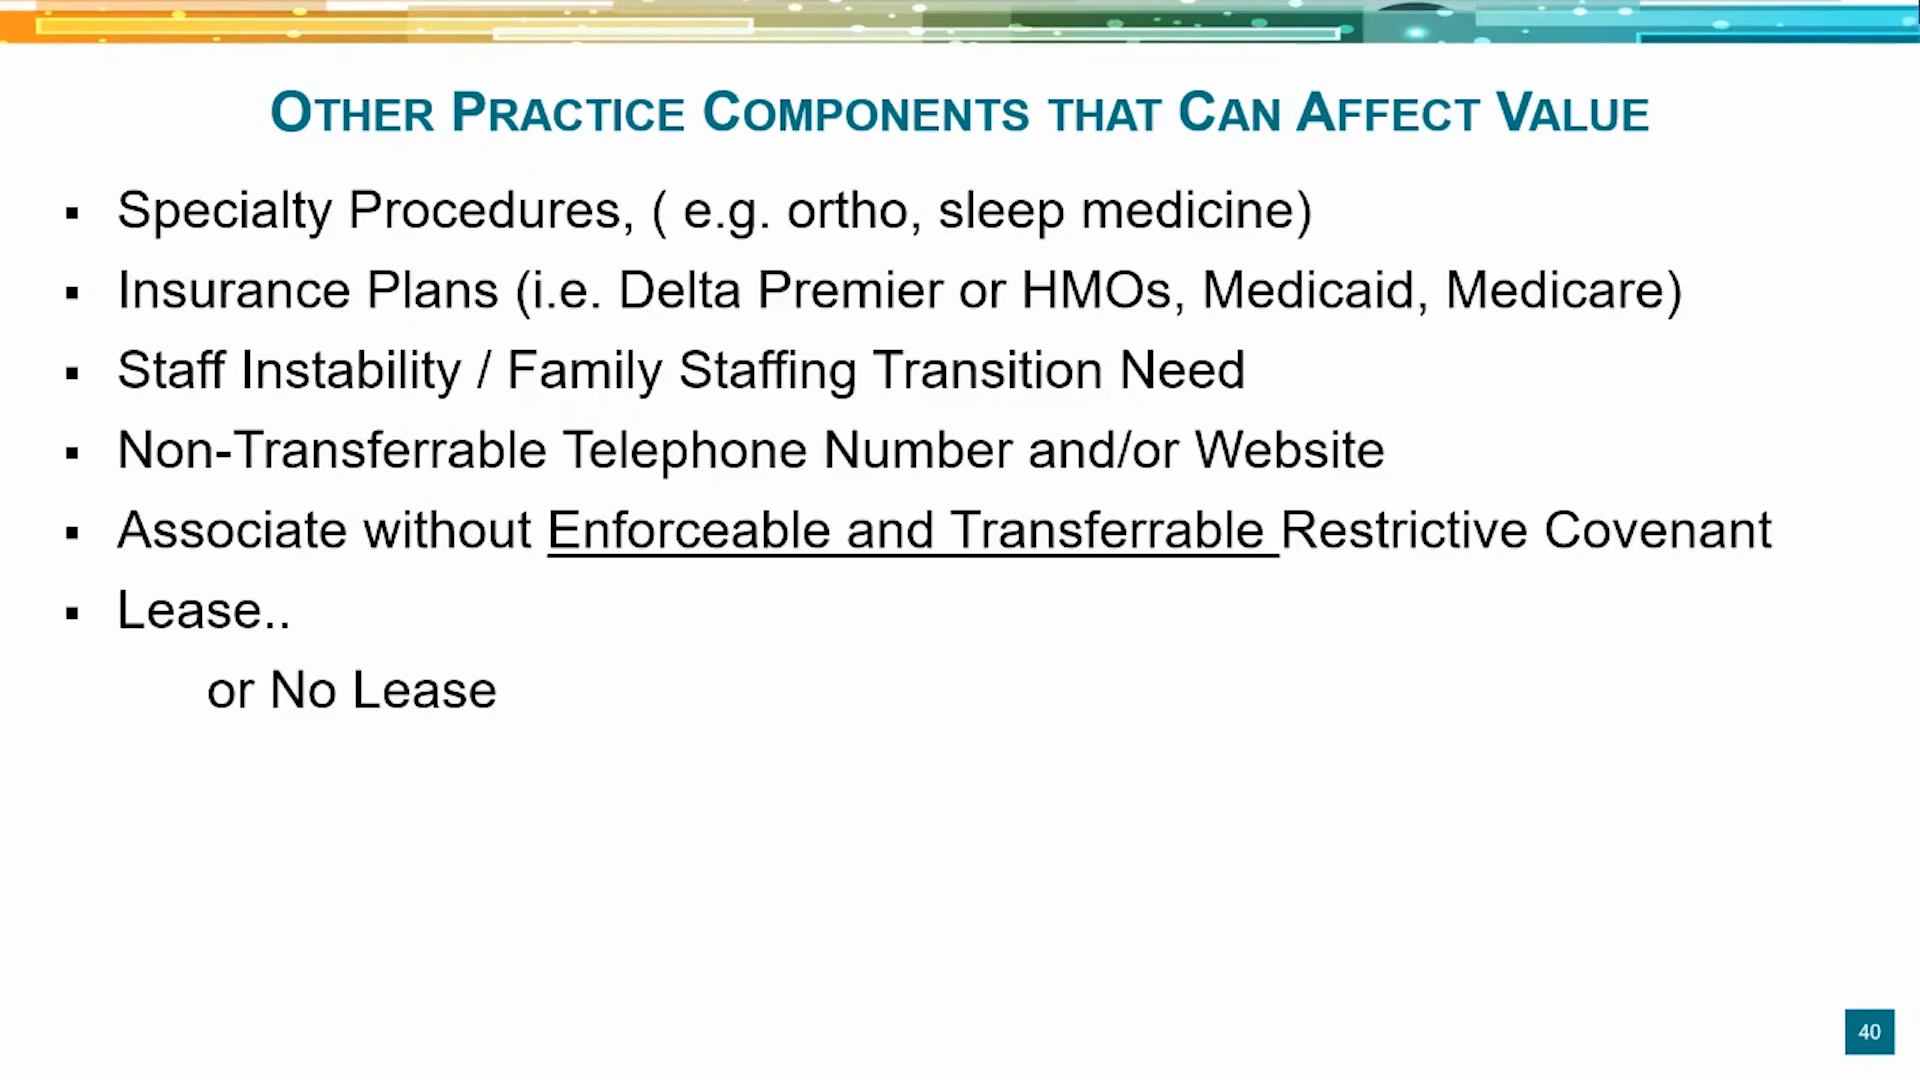 OTHER PRACTICE COMPONENTS THAT CAN AFFECT VALUE
▪ Specialty Procedures, ( e.g. ortho, sleep medicine)
▪ Insurance Plans (i.e. Delta Premier or HMOs, Medicaid, Medicare)
▪ Staff Instability / Family Staffing Transition Need
▪ Non-Transferrable Telephone Number and/or Website
▪ Associate without Enforceable and Transferrable Restrictive Covenant
▪ Lease..
or No Lease
40